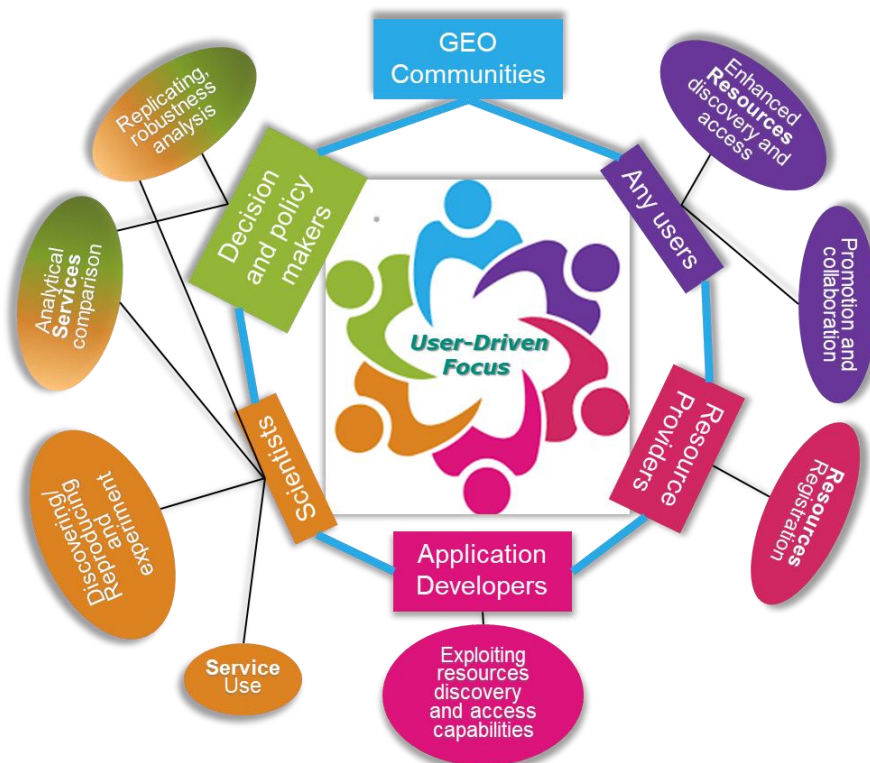 GEO
Communities
Enhanced
Resources
discovery and
access
Any users
Promotion and
collaboration
Resource
Providers
Resources
Registration
Application
Developers
Exploiting
resources
discovery
and access
capabilities
Scientists
Service
Use
Discovering/
Reproducing
and
experiment
Analytical
Services
comparison
Replicating,
robustness
analysis
Decision
and policy
makers
User-Driven
Focus